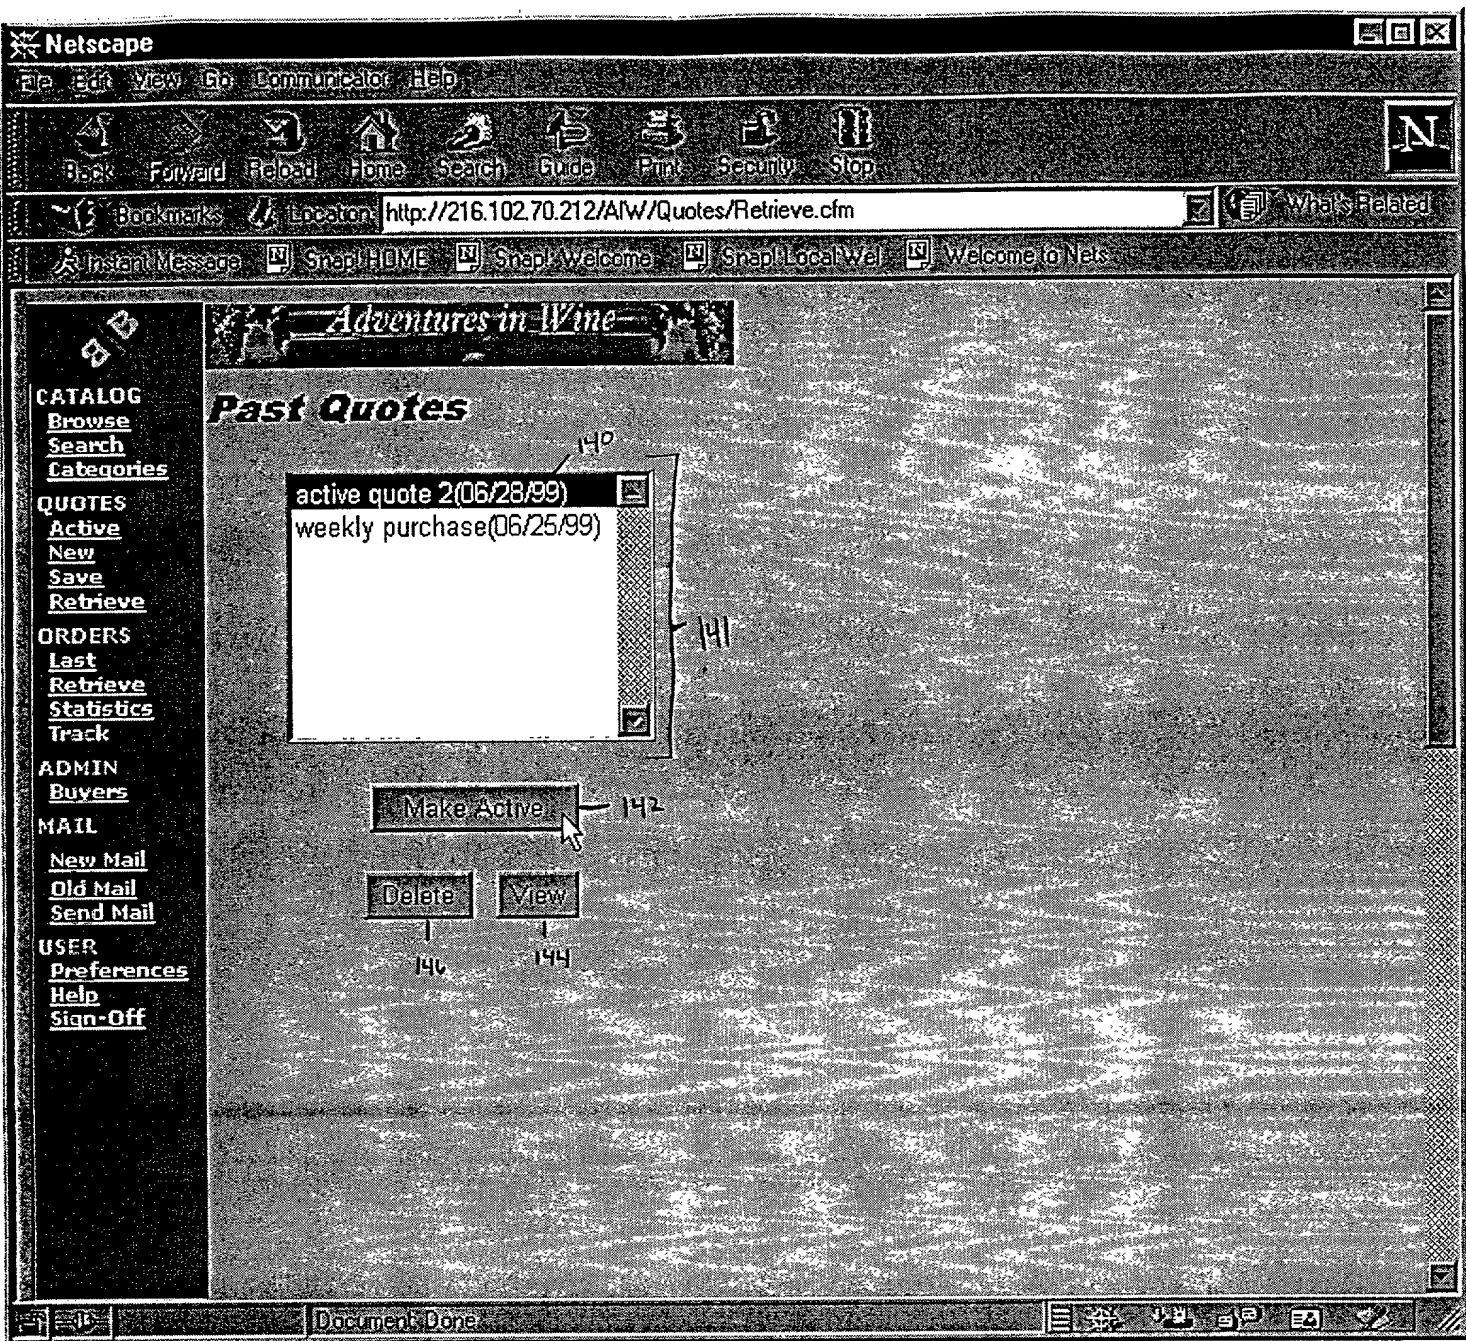 Netscape
File Edit View Go Communicator Help
Back Forward Reload Home Search Guide Print Security Stop
N
Bookmarks Location: http://216.102.70.212/AIW/Quotes/Retrieve.cfm What's Related
Instant Message Snap! HOME Snap! Welcome Snap! Local Wel Welcome to Nets
Adventures in Wine
CATALOG
Browse
Search
Categories
QUOTES
Active
New
Save
Retrieve
ORDERS
Last
Retrieve
Statistics
Track
ADMIN
Buyers
MAIL
New Mail
Old Mail
Send Mail
USER
Preferences
Help
Sign-Off
Past Quotes
140
active quote 2(06/28/99)
weekly purchase(06/25/99)
141
Make Active 142
Delete View
146 144
Document: Done